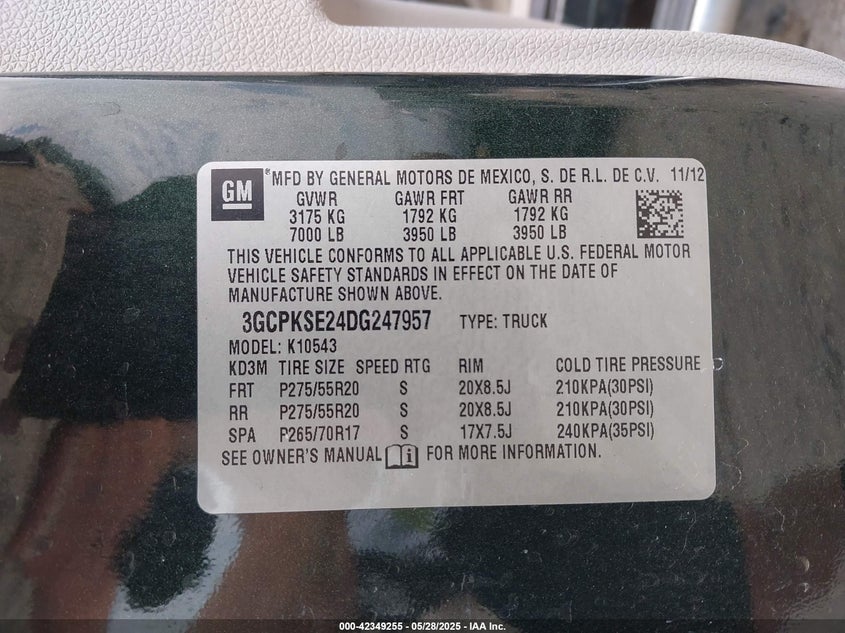 GM ® MFD BY GENERAL MOTORS DE MEXICO, S. DE R.L. DE C.V. 11/12
GVWR GAWR FRT GAWR RR
3175 KG 1792 KG 1792 KG
7000 LB 3950 LB 3950 LB
THIS VEHICLE CONFORMS TO ALL APPLICABLE U.S. FEDERAL MOTOR
VEHICLE SAFETY STANDARDS IN EFFECT ON THE DATE OF
MANUFACTURE SHOWN ABOVE.
3GCPKSE24DG247957 TYPE: TRUCK
MODEL: K10543
KD3M TIRE SIZE SPEED RTG RIM COLD TIRE PRESSURE
FRT P275/55R20 S 20X8.5J 210KPA(30PSI)
RR P275/55R20 S 20X8.5J 210KPA(30PSI)
SPA P265/70R17 S 17X7.5J 240KPA(35PSI)
SEE OWNER'S MANUAL FOR MORE INFORMATION.
000-42349255 - 05/28/2025 - IAA Inc.